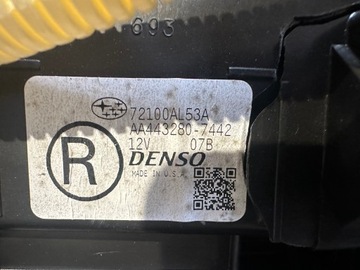 693
72100AL53A
AA443280-7442
12V 07B
R
DENSO
MADE IN U.S.A.